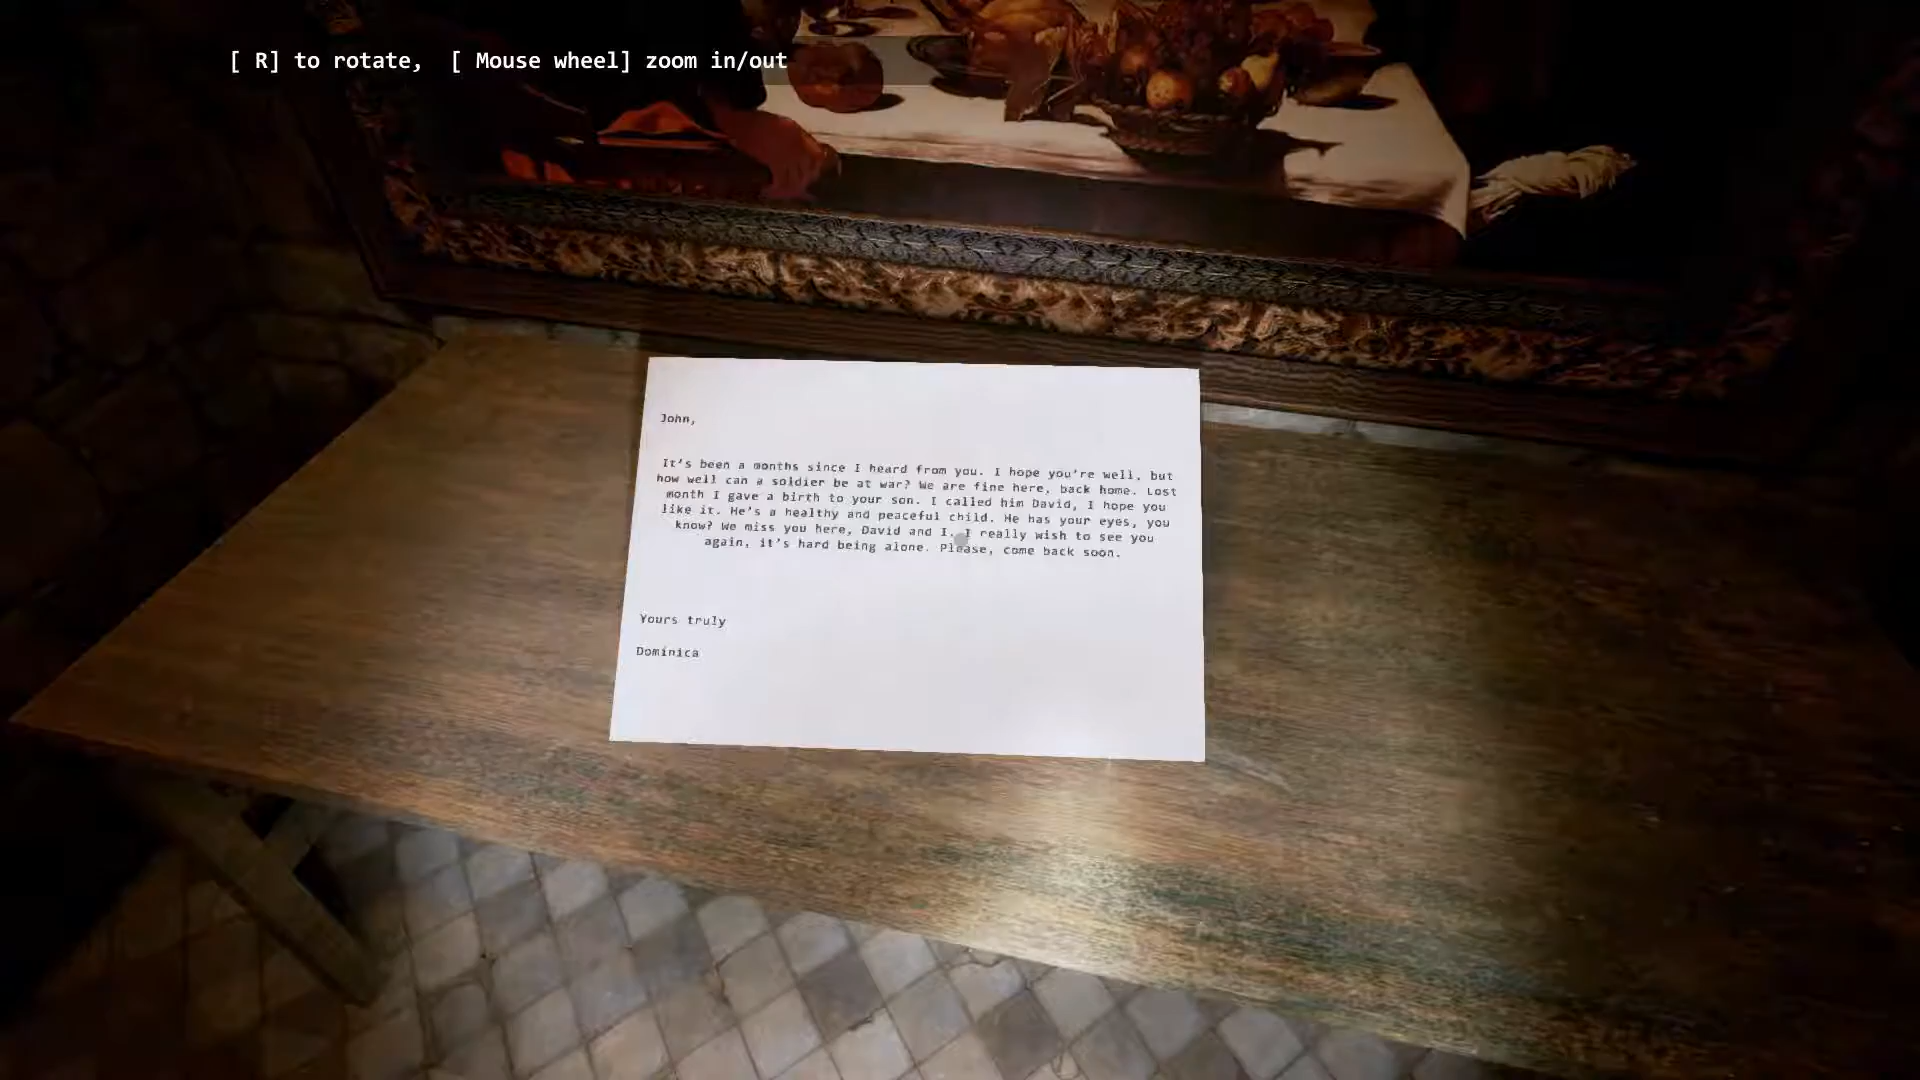 [ R] to rotate,  [ Mouse wheel] zoom in/out
John,
It's been a months since I heard from you. I hope you're well, but
how well can a soldier be at war? We are fine here, back home. Last
month I gave a birth to your son. I called him David, I hope you
like it. He's a healthy and peaceful child. He has your eyes, you
know? We miss you here, David and I. I really wish to see you
again, it's hard being alone. Please, come back soon.
Yours truly
Dominica